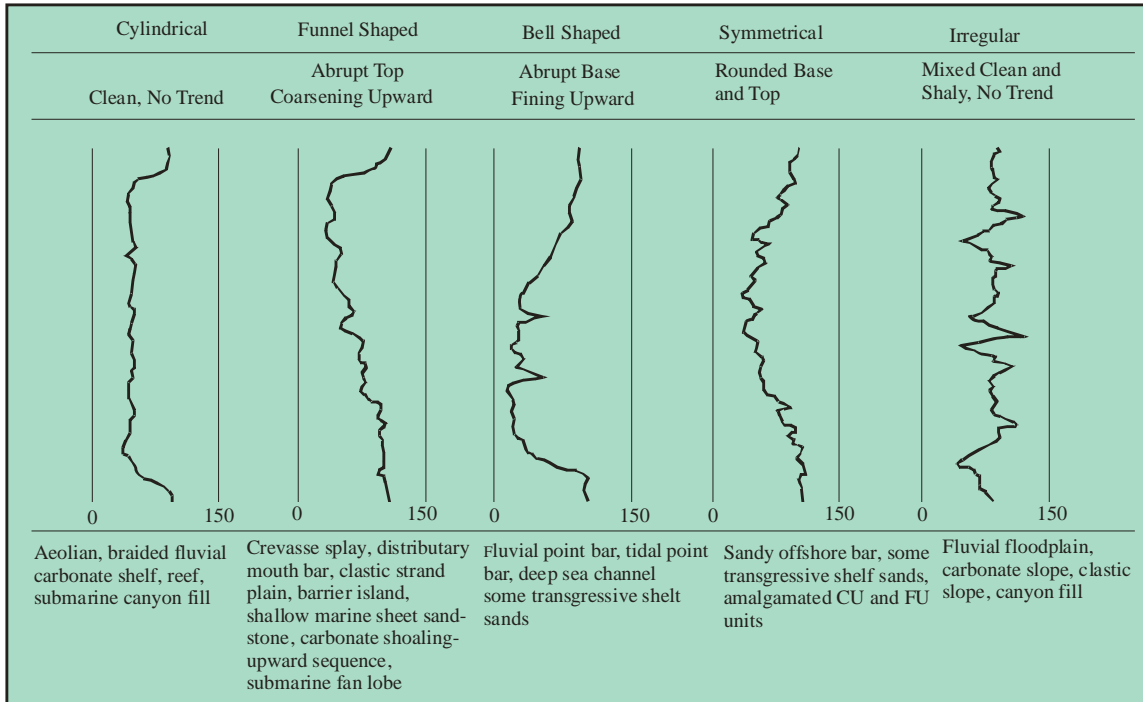 Cylindrical
Funnel Shaped
Bell Shaped
Symmetrical
Irregular
Clean, No Trend
Abrupt Top
Coarsening Upward
Abrupt Base
Fining Upward
Rounded Base
and Top
Mixed Clean and
Shaly, No Trend
0
150
0
150
0
150
0
150
0
150
Aeolian, braided fluvial
carbonate shelf, reef,
submarine canyon fill
Crevasse splay, distributary
mouth bar, clastic strand
plain, barrier island,
shallow marine sheet sand-
stone, carbonate shoaling-
upward sequence,
submarine fan lobe
Fluvial point bar, tidal point
bar, deep sea channel
some transgressive shelt
sands
Sandy offshore bar, some
transgressive shelf sands,
amalgamated CU and FU
units
Fluvial floodplain,
carbonate slope, clastic
slope, canyon fill